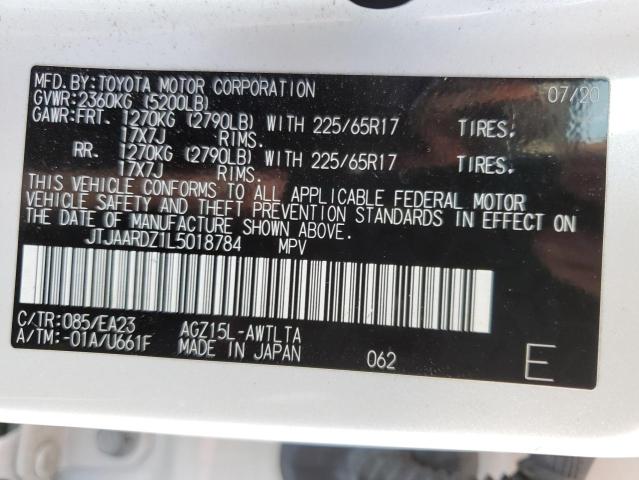 MFD.BY:TOYOTA MOTOR CORPORATION 07/20
GVWR:2360KG (5200LB)
GAWR:FRT. 1270KG (2790LB) WITH 225/65R17 TIRES.
17X7J RIMS.
RR. 1270KG (2790LB) WITH 225/65R17 TIRES.
17X7J RIMS.
THIS VEHICLE CONFORMS TO ALL APPLICABLE FEDERAL MOTOR
VEHICLE SAFETY AND THEFT PREVENTION STANDARDS IN EFFECT ON
THE DATE OF MANUFACTURE SHOWN ABOVE.
JTJAARDZ1L5018784 MPV
C/TR:085/EA23 AGZ15L-AWTLTA
A/TM:-01A/U661F MADE IN JAPAN 062 E